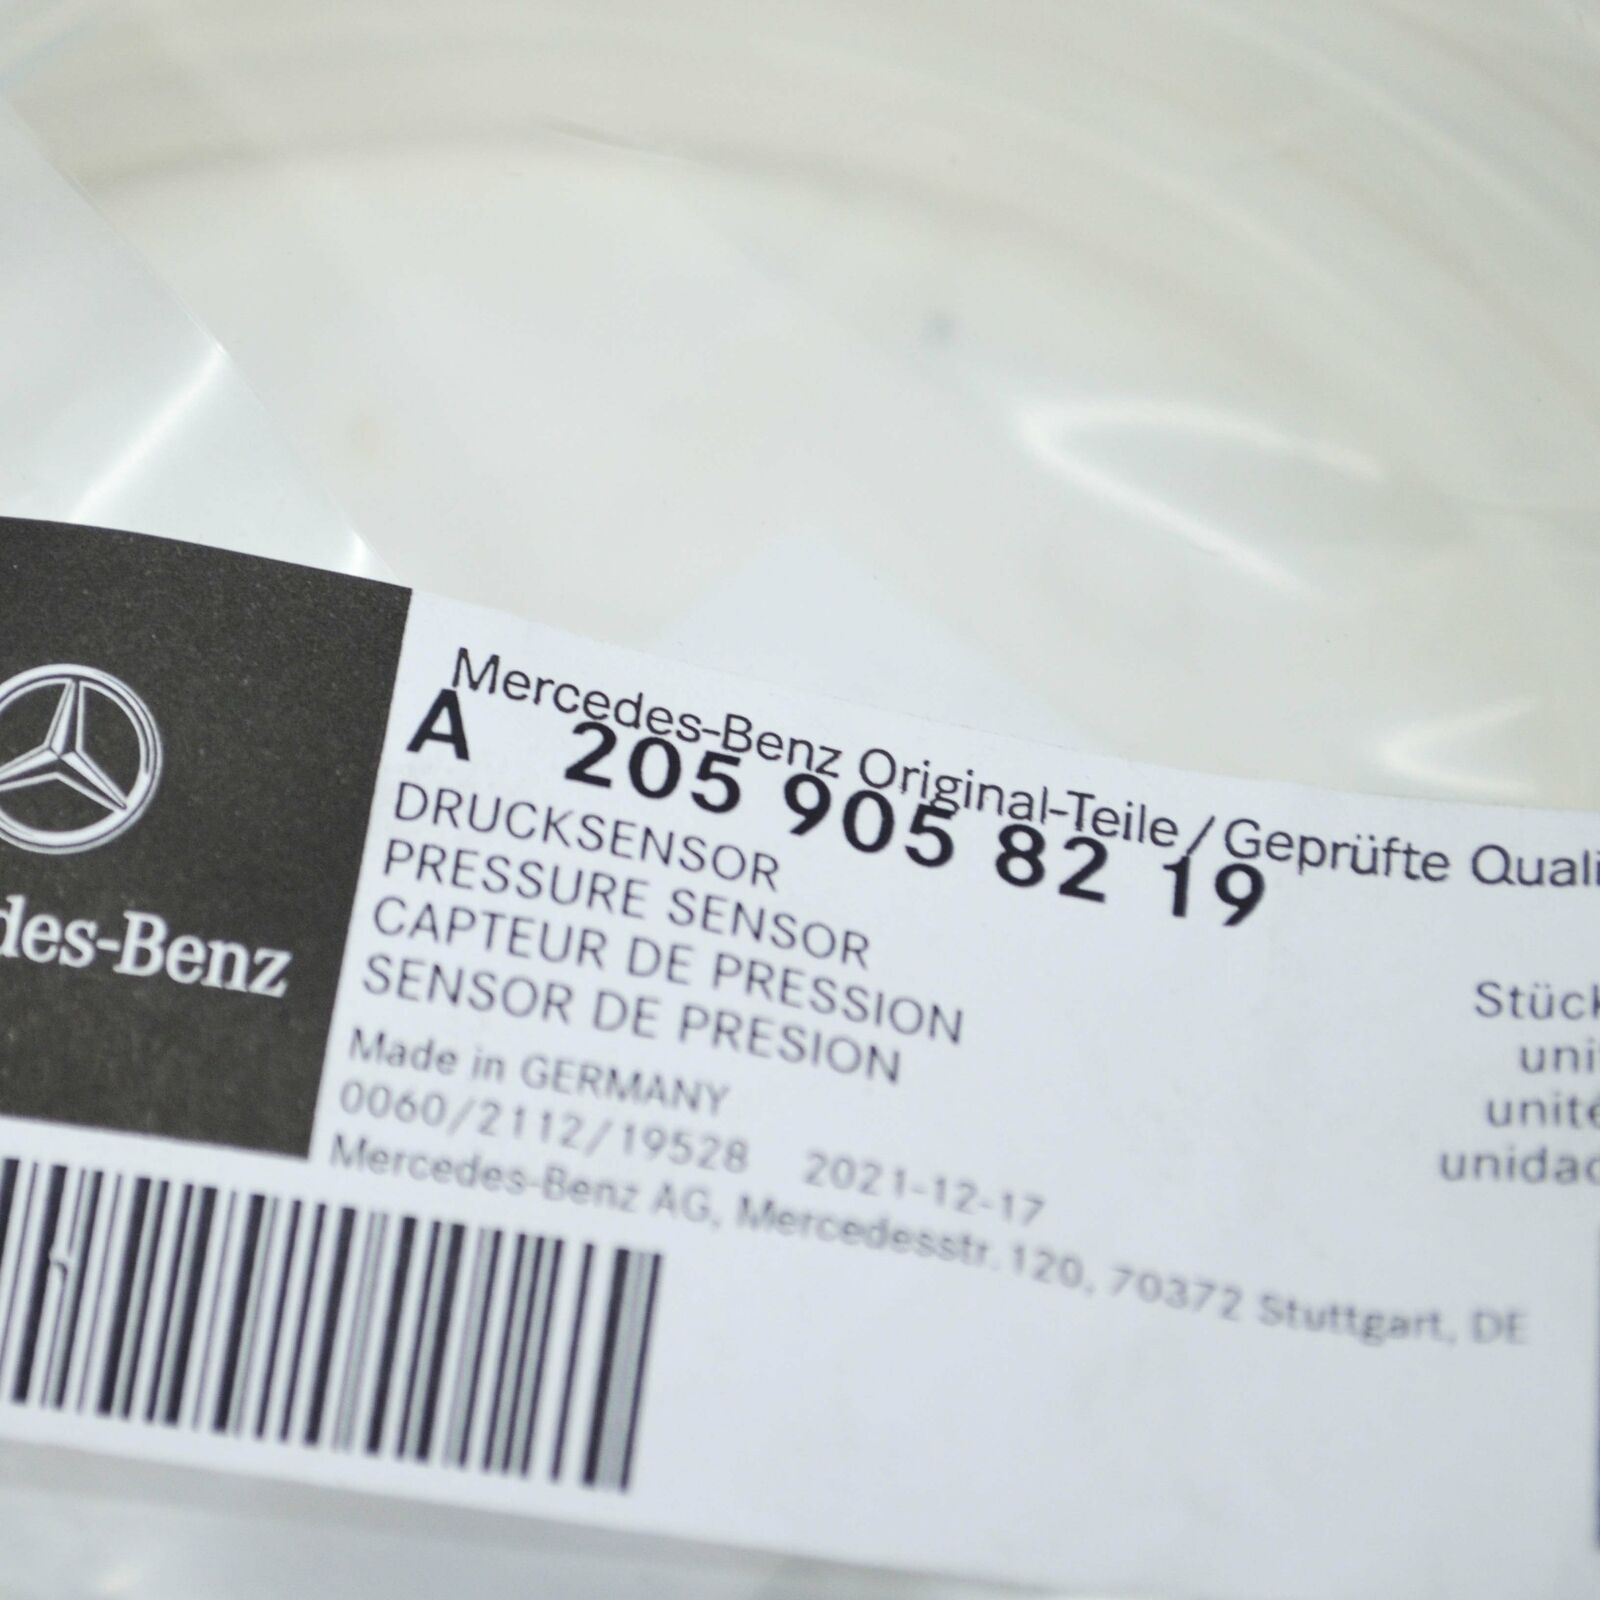 Mercedes-Benz Original-Teile/Geprüfte Quali
A 205 905 82 19
DRUCKSENSOR
PRESSURE SENSOR
CAPTEUR DE PRESSION
SENSOR DE PRESION
Made in GERMANY
0060/2112/19528 2021-12-17
Mercedes-Benz AG, Mercedesstr. 120, 70372 Stuttgart, DE
des-Benz
Stück
uni
unité
unidad